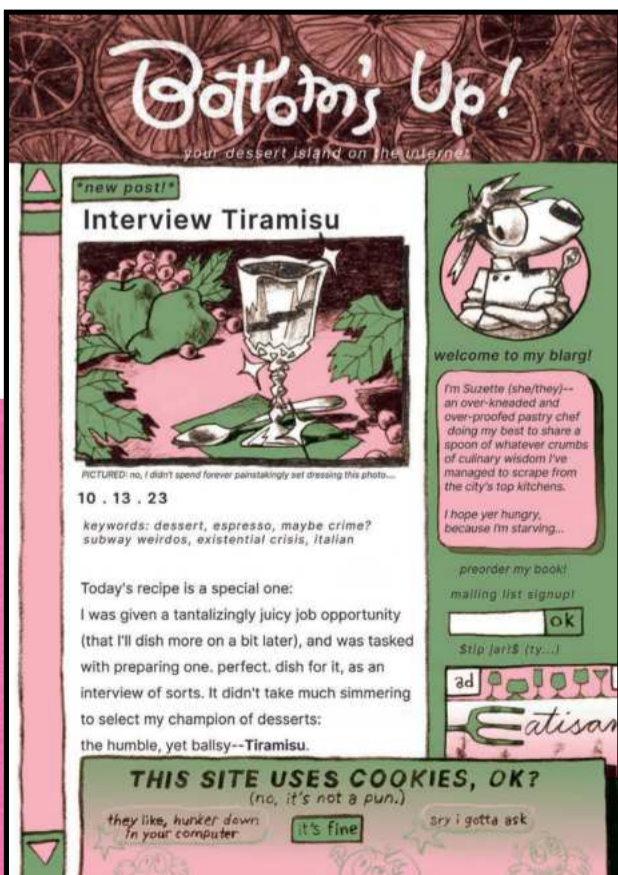 Bottom's Up!
your dessert island on the internet
*new post!*
Interview Tiramisu
PICTURED: no, I didn't spend forever painstakingly set dressing this photo....
10 . 13 . 23
keywords: dessert, espresso, maybe crime?
subway weirdos, existential crisis, italian
Today's recipe is a special one:
I was given a tantalizingly juicy job opportunity
(that I'll dish more on a bit later), and was tasked
with preparing one. perfect. dish for it, as an
interview of sorts. It didn't take much simmering
to select my champion of desserts:
the humble, yet ballsy--Tiramisu.
welcome to my blarg!
I'm Suzette (she/they)--
an over-kneaded and
over-proofed pastry chef
doing my best to share a
spoon of whatever crumbs
of culinary wisdom I've
managed to scrape from
the city's top kitchens.
I hope yer hungry,
because I'm starving...
preorder my book!
mailing list signup!
ok
$tip jar!$ (ty...)
ad
Eatisan
THIS SITE USES COOKIES, OK?
(no, it's not a pun.)
they like, hunker down
in your computer
it's fine
sry i gotta ask